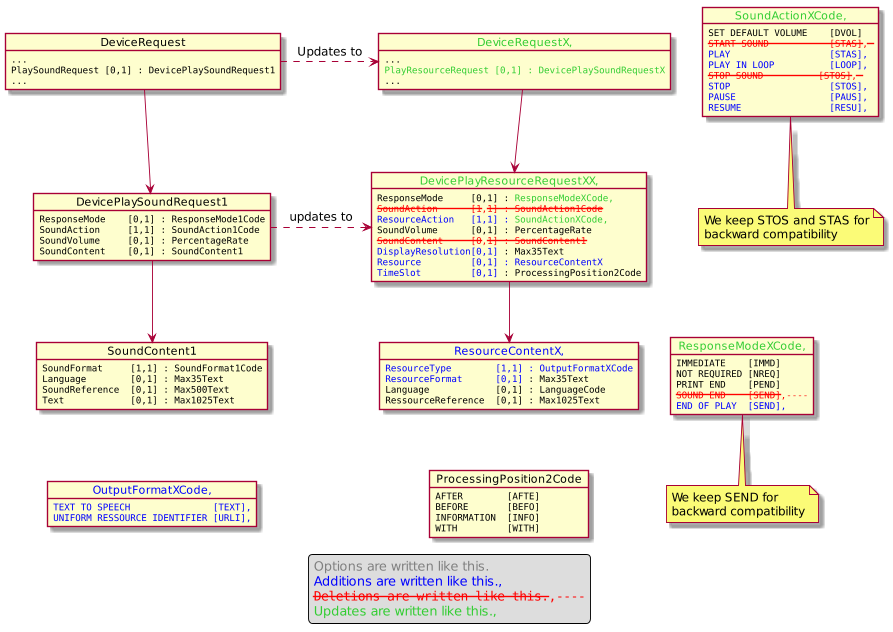 DeviceRequest
...
PlaySoundRequest [0,1] : DevicePlaySoundRequest1
...
Updates to
DeviceRequestX,
...
PlayResourceRequest [0,1] : DevicePlaySoundRequestX
...
SoundActionXCode,
SET DEFAULT VOLUME [DVOL]
START SOUND [STAS],-
PLAY [STAS],
PLAY IN LOOP [LOOP],
STOP SOUND [STOS],-
STOP [STOS],
PAUSE [PAUS],
RESUME [RESU],
We keep STOS and STAS for
backward compatibility
DevicePlaySoundRequest1
ResponseMode [0,1] : ResponseMode1Code
SoundAction [1,1] : SoundAction1Code
SoundVolume [0,1] : PercentageRate
SoundContent [0,1] : SoundContent1
updates to
DevicePlayResourceRequestXX,
ResponseMode [0,1] : ResponseModeXCode,
SoundAction [1,1] : SoundAction1Code
ResourceAction [1,1] : SoundActionXCode,
SoundVolume [0,1] : PercentageRate
SoundContent [0,1] : SoundContent1
DisplayResolution[0,1] : Max35Text
Resource [0,1] : ResourceContentX
TimeSlot [0,1] : ProcessingPosition2Code
SoundContent1
SoundFormat [1,1] : SoundFormat1Code
Language [0,1] : Max35Text
SoundReference [0,1] : Max500Text
Text [0,1] : Max1025Text
ResourceContentX,
ResourceType [1,1] : OutputFormatXCode
ResourceFormat [0,1] : Max35Text
Language [0,1] : LanguageCode
RessourceReference [0,1] : Max1025Text
ResponseModeXCode,
IMMEDIATE [IMMD]
NOT REQUIRED [NREQ]
PRINT END [PEND]
SOUND END [SEND],----
END OF PLAY [SEND],
We keep SEND for
backward compatibility
OutputFormatXCode,
TEXT TO SPEECH [TEXT],
UNIFORM RESSOURCE IDENTIFIER [URLI],
ProcessingPosition2Code
AFTER [AFTE]
BEFORE [BEFO]
INFORMATION [INFO]
WITH [WITH]
Options are written like this.
Additions are written like this.,
Deletions are written like this.,----
Updates are written like this.,